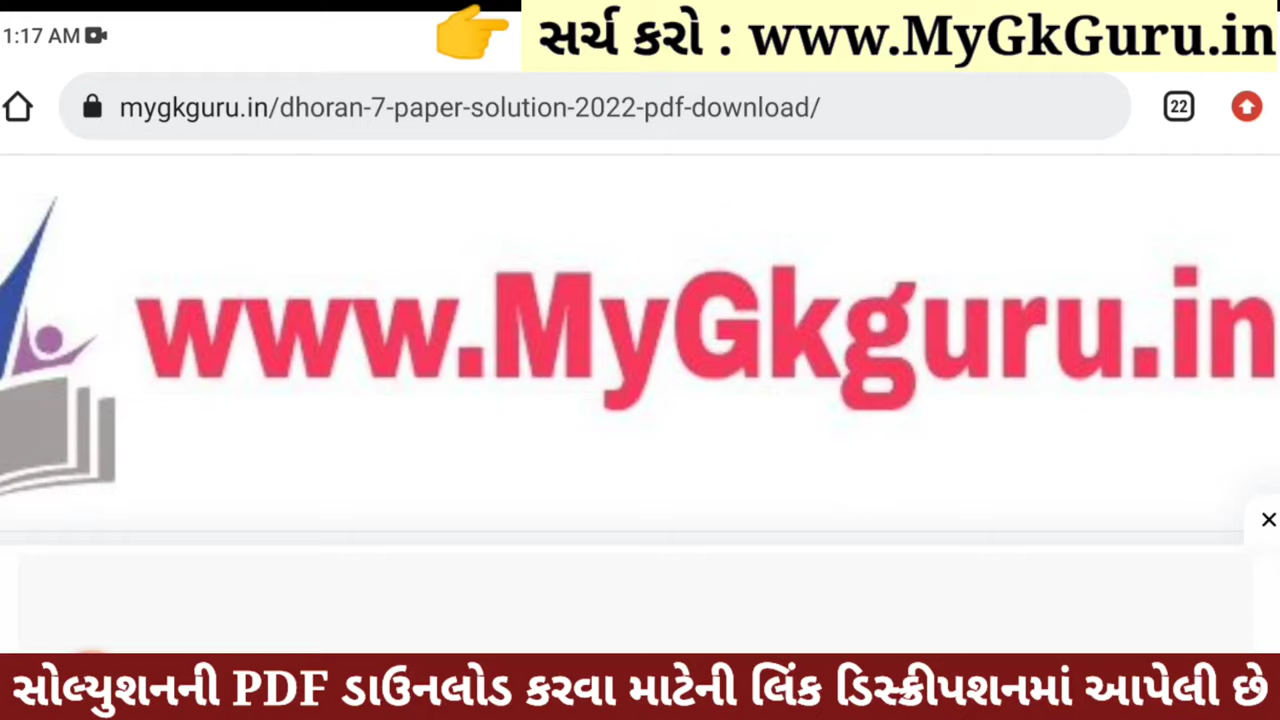 1:17 AM
👉 સર્ચ કરો : www.MyGkGuru.in
mygkguru.in/dhoran-7-paper-solution-2022-pdf-download/
22
www.MyGkguru.in
સોલ્યુશનની PDF ડાઉનલોડ કરવા માટેની લિંક ડિસ્ક્રીપશનમાં આપેલી છે